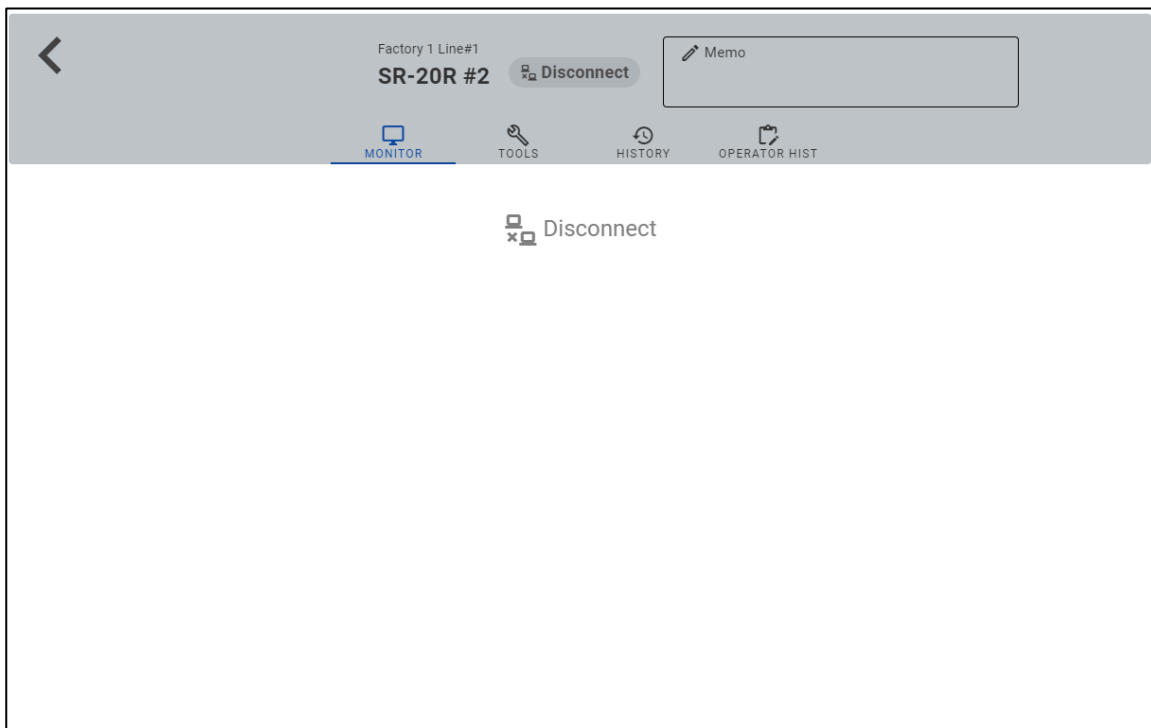 Factory 1 Line#1
SR-20R #2
Disconnect
Memo
MONITOR
TOOLS
HISTORY
OPERATOR HIST
Disconnect